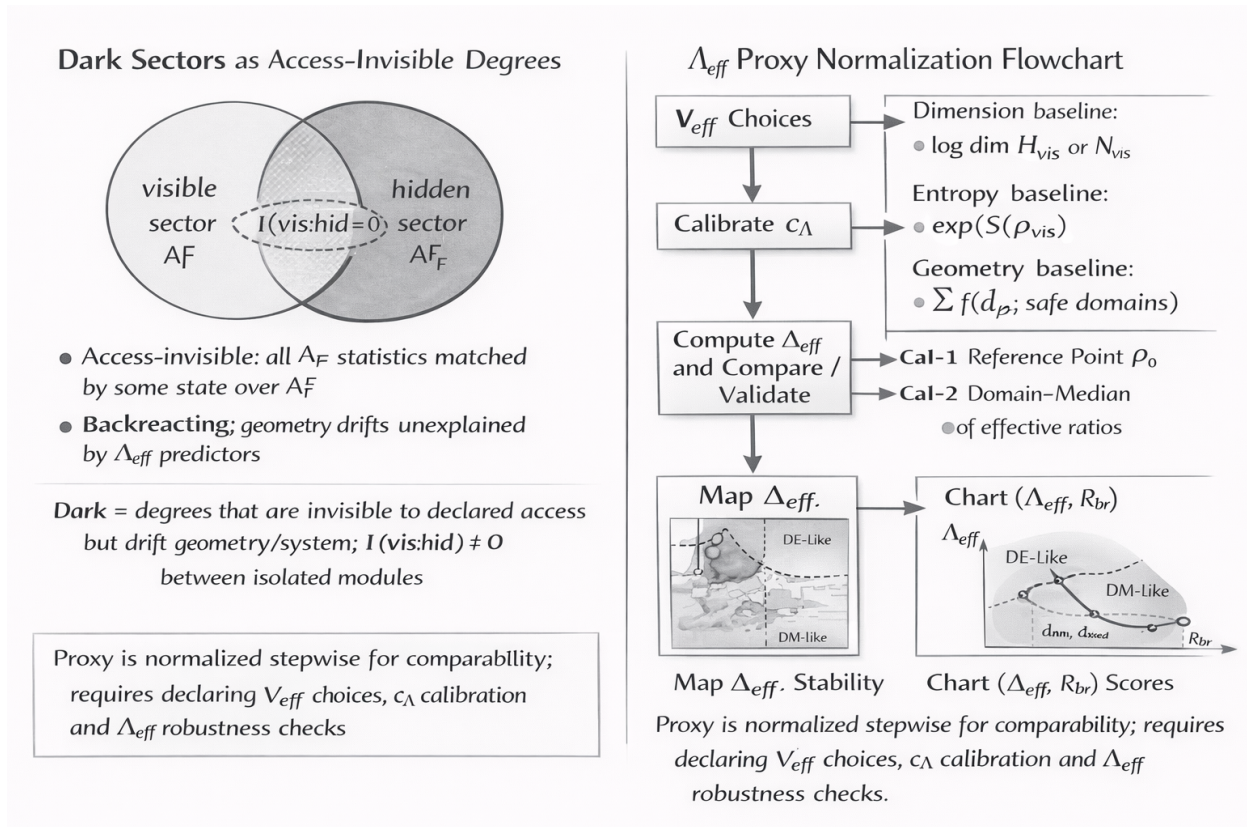 Dark Sectors as Access-Invisible Degrees
visible
sector
AF
I(vis:hid=0)
hidden
sector
AF_F
• Access-invisible: all A_F statistics matched
by some state over AF
• Backreacting; geometry drifts unexplained
by Λ_eff predictors
Dark = degrees that are invisible to declared access
but drift geometry/system; I(vis:hid) ≠ 0
between isolated modules
Proxy is normalized stepwise for comparability;
requires declaring V_eff choices, c_Λ calibration
and Λ_eff robustness checks
Λ_eff Proxy Normalization Flowchart
V_eff Choices
Calibrate c_Λ
Compute Δ_eff
and Compare /
Validate
Map Δ_eff.
DE-Like
DM-like
Map Δ_eff. Stability
Dimension baseline:
• log dim H_vis or N_vis
Entropy baseline:
• exp(S(ρ_vis)
Geometry baseline:
• Σ f(d_p; safe domains)
Cal-1 Reference Point ρ_0
Cal-2 Domain-Median
• of effective ratios
Chart (Λ_eff, R_br)
Λ_eff
DE-Like
DM-Like
R_br
Chart (Δ_eff, R_br) Scores
Proxy is normalized stepwise for comparability; requires
declaring V_eff choices, c_Λ calibration and Λ_eff
robustness checks.